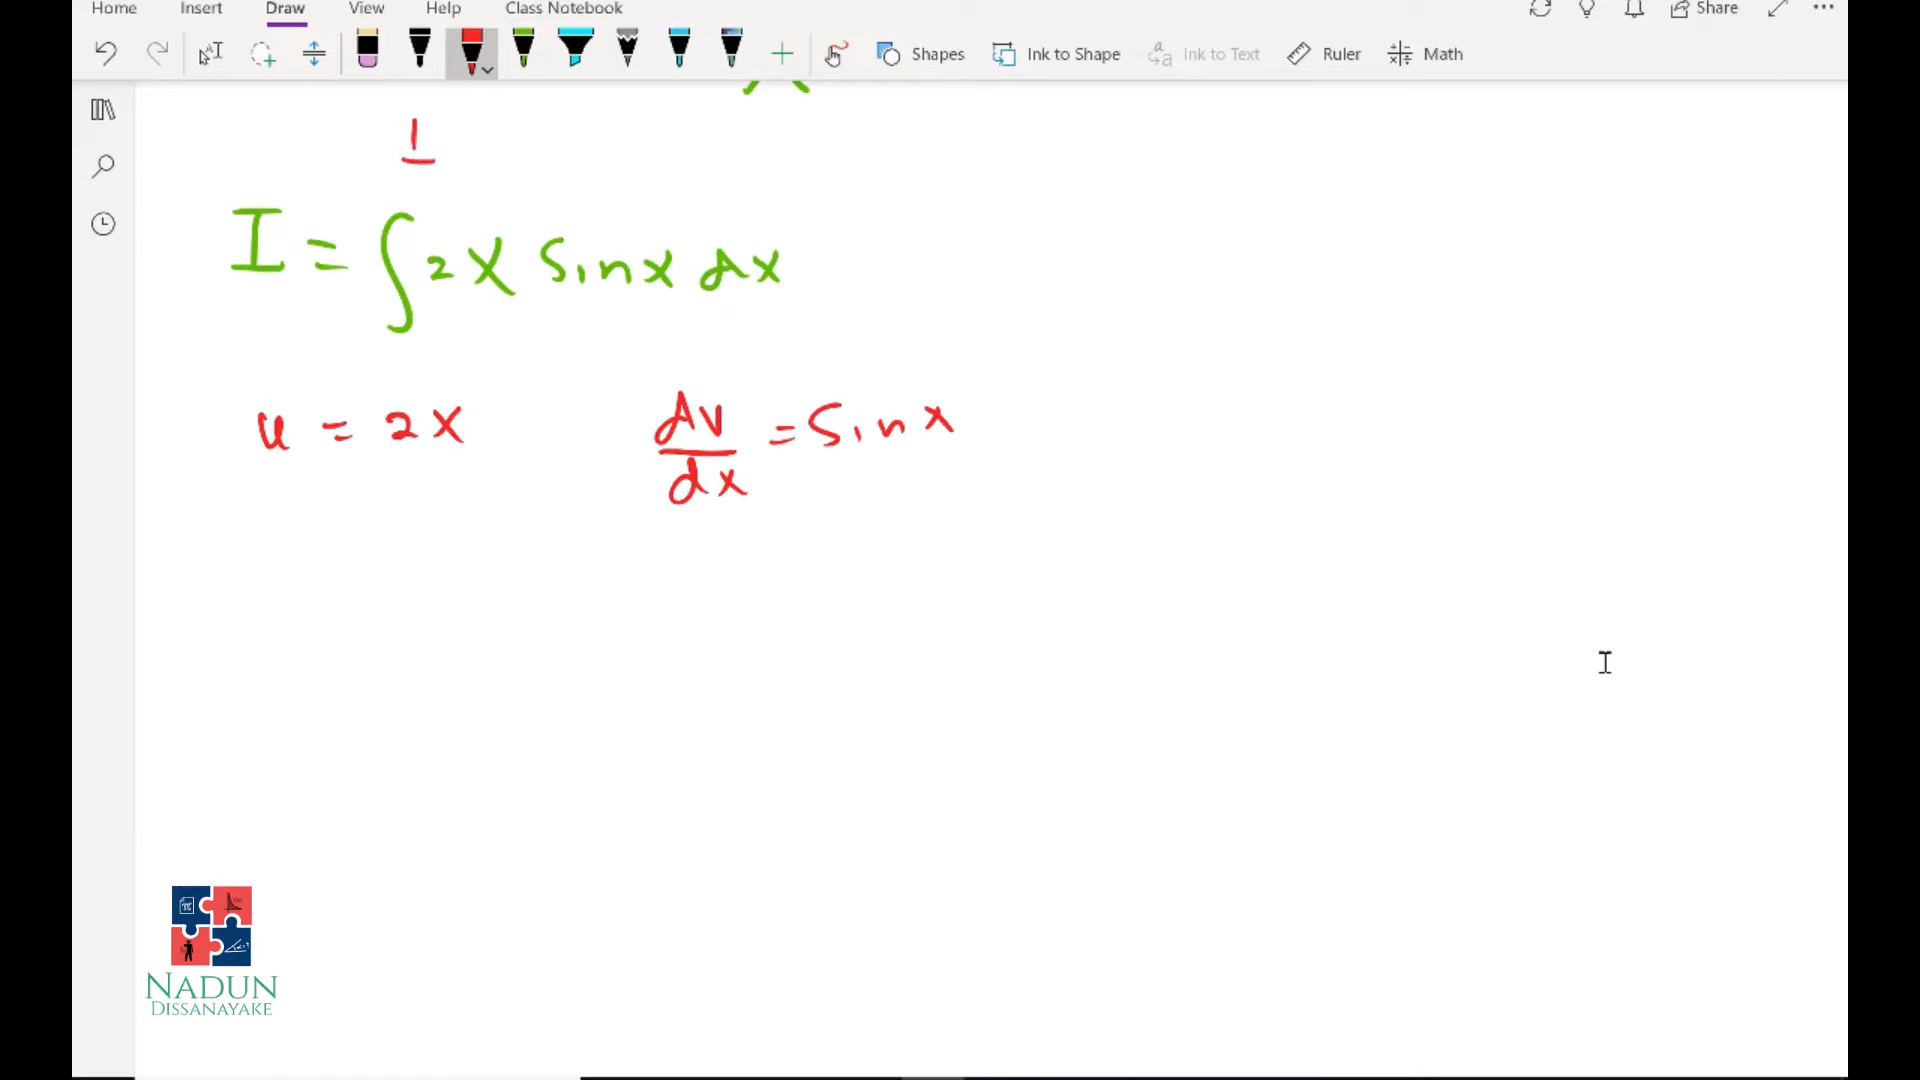 Home Insert Draw View Help Class Notebook Share
Shapes Ink to Shape Ink to Text Ruler Math
1
I = ∫ 2x Sinx dx
u = 2x
dv/dx = Sin x
NADUN
DISSANAYAKE